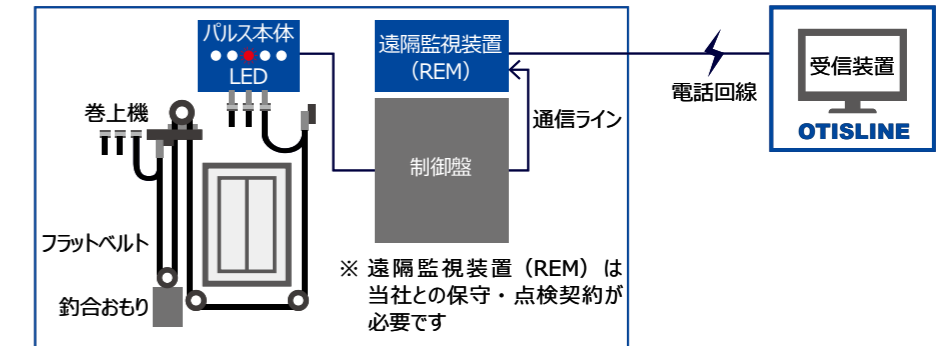 パルス本体
LED
遠隔監視装置
（REM）
受信装置
OTISLINE
電話回線
通信ライン
巻上機
制御盤
フラットベルト
釣合おもり
※ 遠隔監視装置（REM）は
当社との保守・点検契約が
必要です